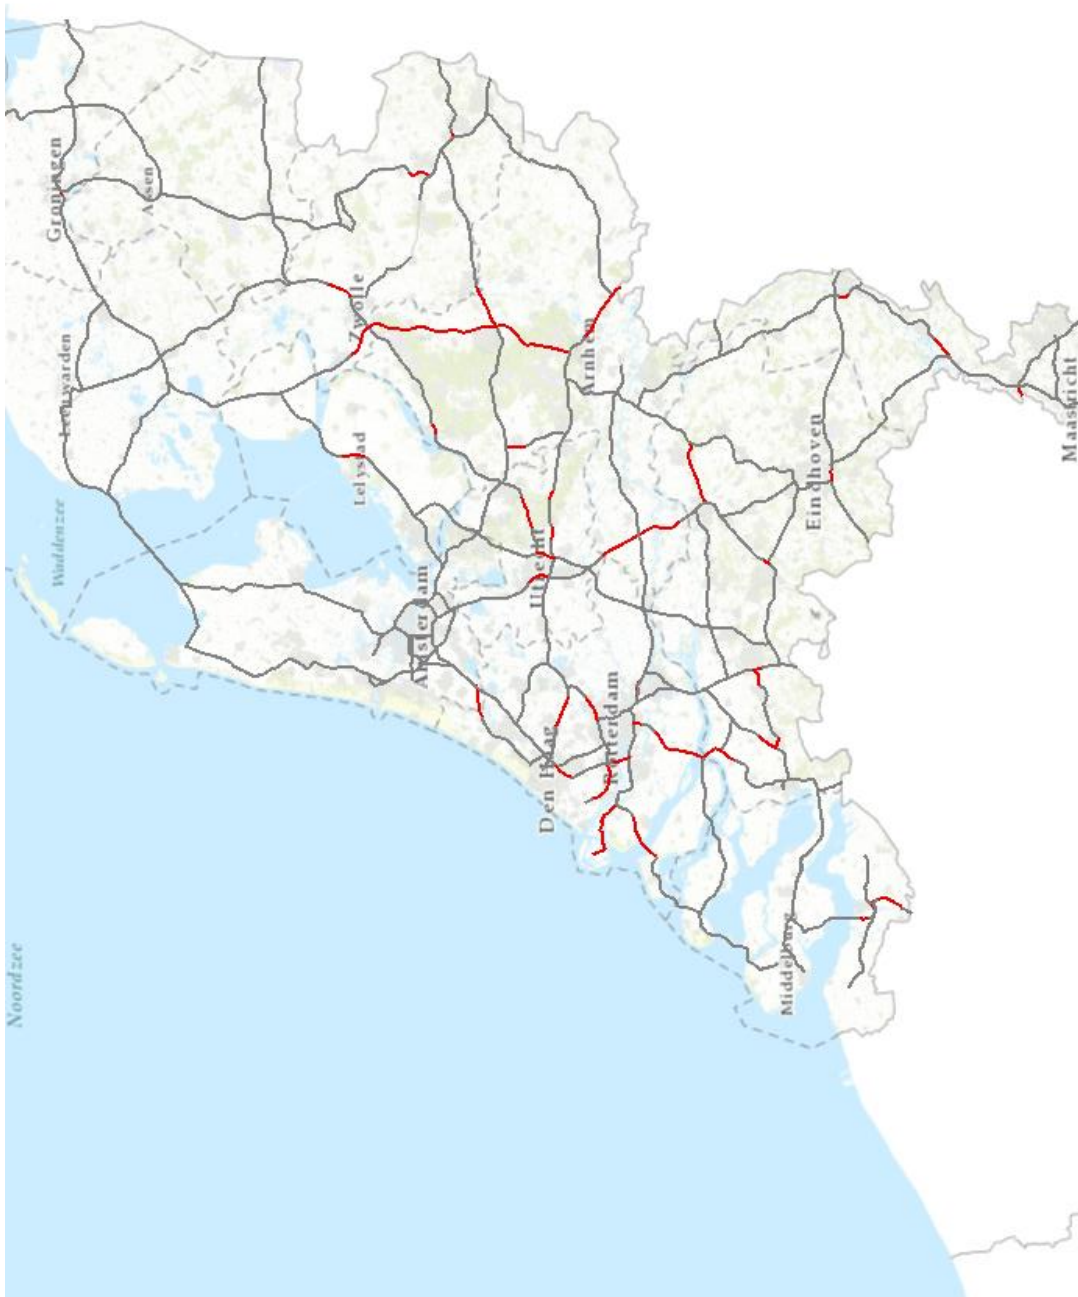 Groningen
Assen
Leeuwarden
Zwolle
Lelystad
Waddenzee
Amsterdam
Utrecht
Arnhem
Den Haag
Rotterdam
Eindhoven
Middelburg
Maastricht
Noordzee